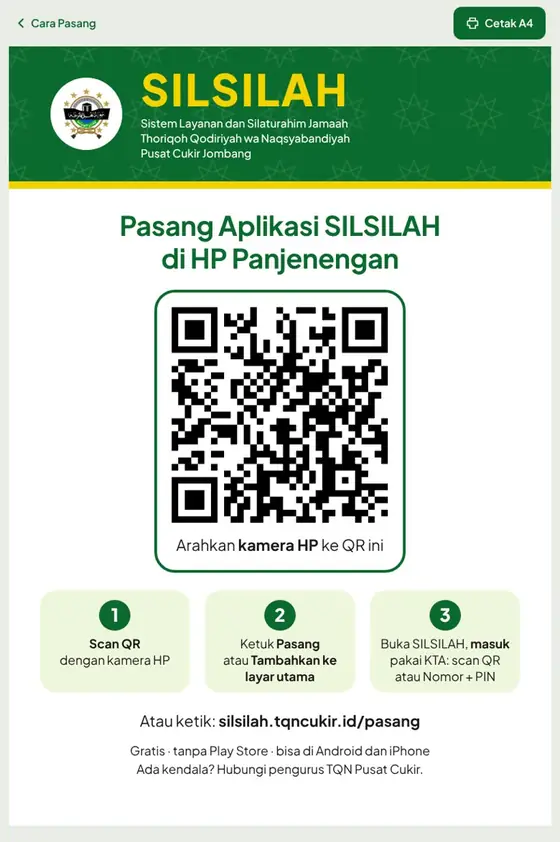 Cara Pasang
Cetak A4
SILSILAH
Sistem Layanan dan Silaturahim Jamaah
Thoriqoh Qodiriyah wa Naqsyabandiyah
Pusat Cukir Jombang
Pasang Aplikasi SILSILAH
di HP Panjenengan
Arahkan kamera HP ke QR ini
1
Scan QR
dengan kamera HP
2
Ketuk Pasang
atau Tambahkan ke
layar utama
3
Buka SILSILAH, masuk
pakai KTA: scan QR
atau Nomor + PIN
Atau ketik: silsilah.tqncukir.id/pasang
Gratis · tanpa Play Store · bisa di Android dan iPhone
Ada kendala? Hubungi pengurus TQN Pusat Cukir.